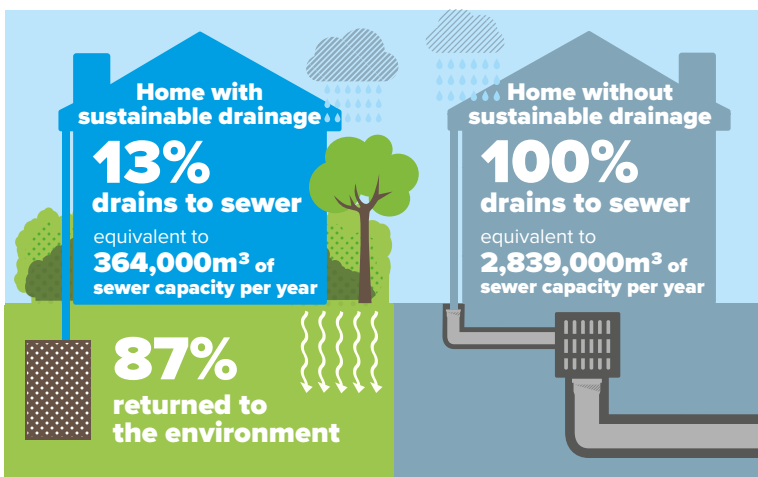 Home with
sustainable drainage
13%
drains to sewer
equivalent to
364,000m³ of
sewer capacity per year
87%
returned to
the environment
Home without
sustainable drainage
100%
drains to sewer
equivalent to
2,839,000m³ of
sewer capacity per year